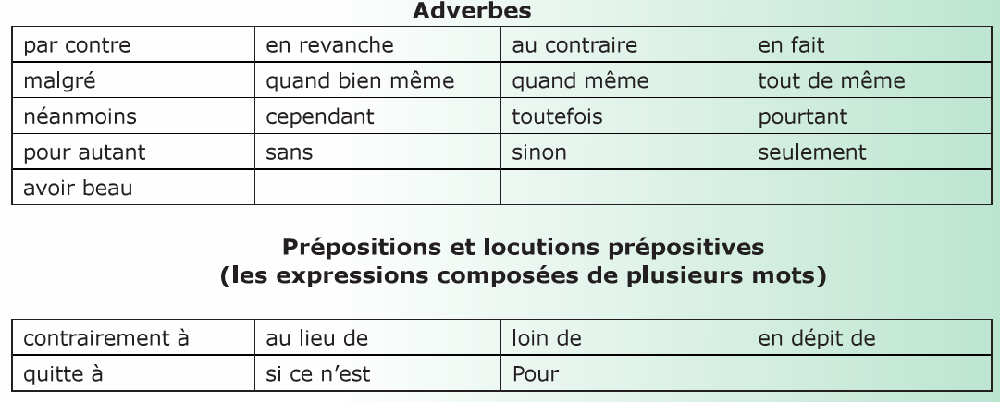 Adverbes
par contre en revanche au contraire en fait
malgré quand bien même quand même tout de même
néanmoins cependant toutefois pourtant
pour autant sans sinon seulement
avoir beau
Prépositions et locutions prépositives
(les expressions composées de plusieurs mots)
contrairement à au lieu de loin de en dépit de
quitte à si ce n’est Pour